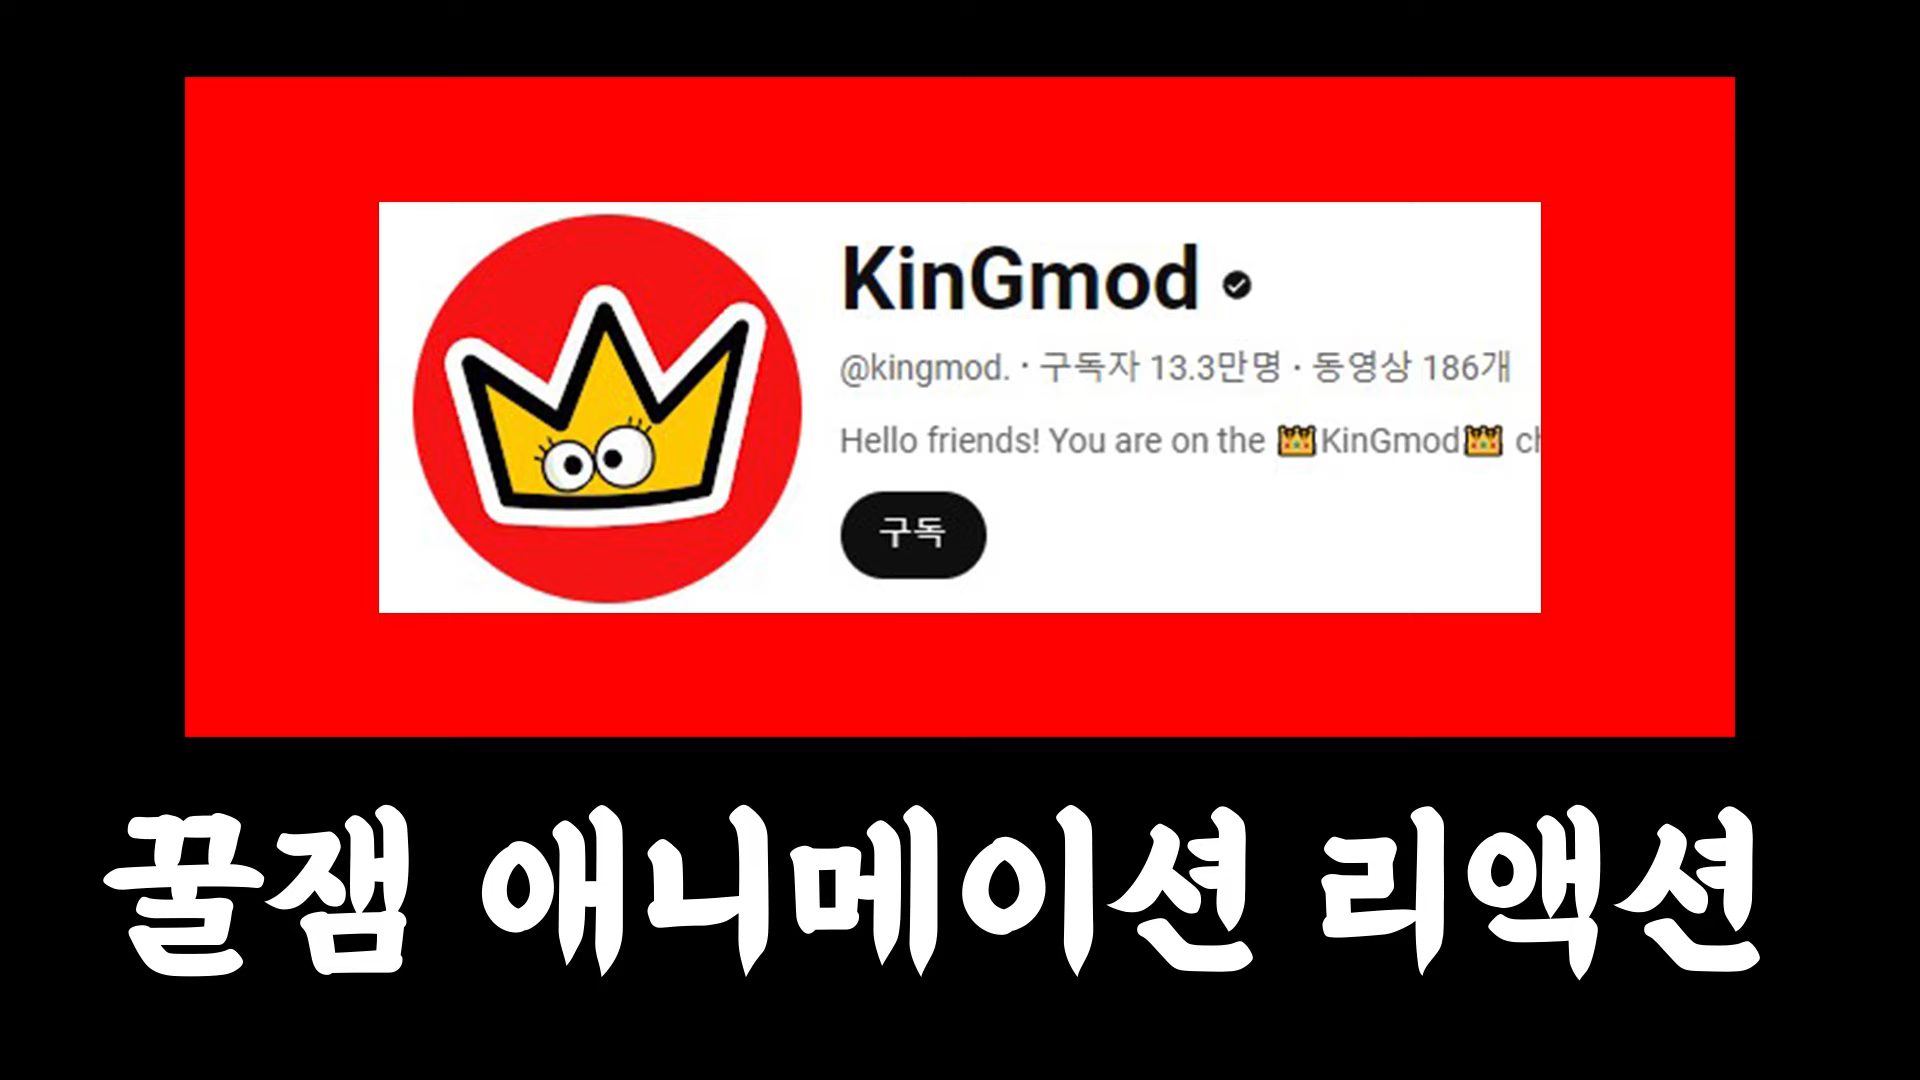 KinGmod
@kingmod. · 구독자 13.3만명 · 동영상 186개
Hello friends! You are on the 👑KinGmod👑 ch
구독
꿀잼 애니메이션 리액션